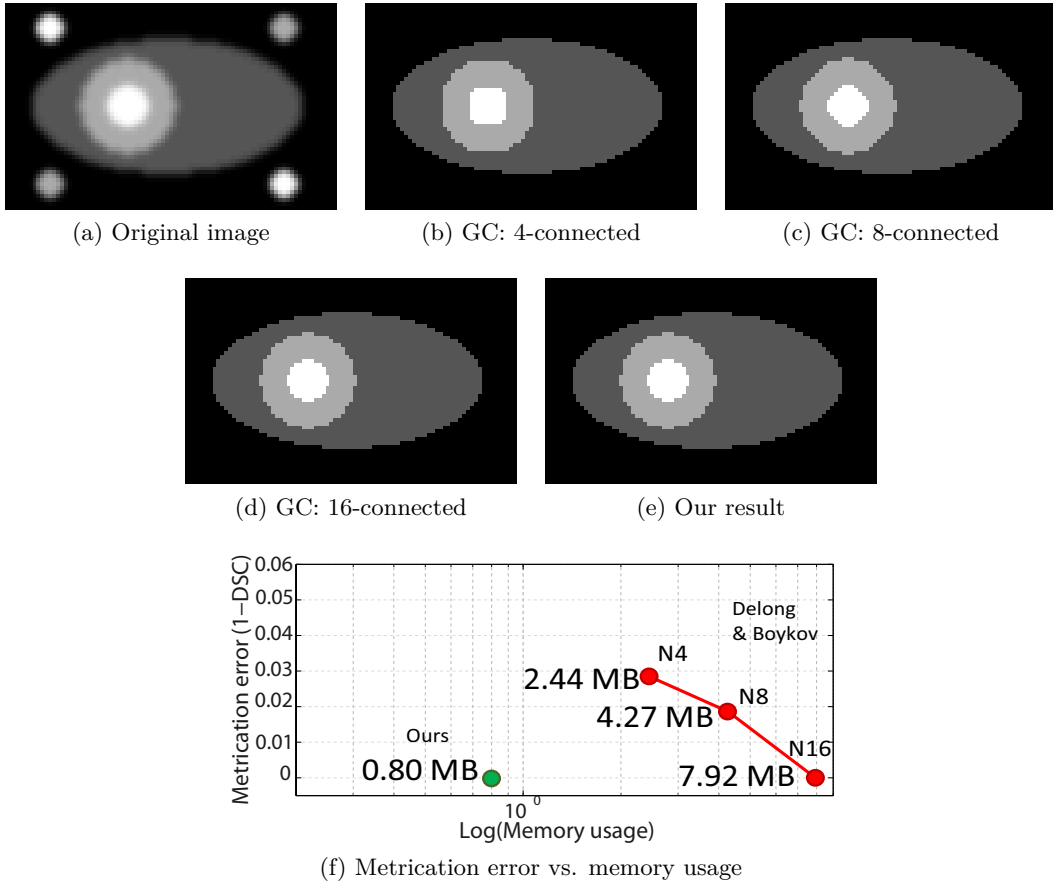 (a) Original image
(b) GC: 4-connected
(c) GC: 8-connected
(d) GC: 16-connected
(e) Our result
Metrication error (1−DSC)
0.06
0.05
0.04
0.03
0.02
0.01
0
Delong
& Boykov
N4
2.44 MB
N8
4.27 MB
Ours
0.80 MB
N16
7.92 MB
10^0
Log(Memory usage)
(f) Metrication error vs. memory usage